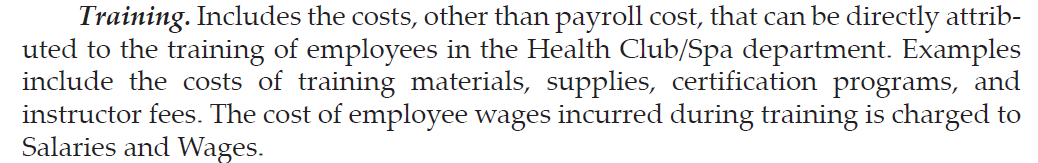 Training. Includes the costs, other than payroll cost, that can be directly attrib-
uted to the training of employees in the Health Club/Spa department. Examples
include the costs of training materials, supplies, certification programs, and
instructor fees. The cost of employee wages incurred during training is charged to
Salaries and Wages.